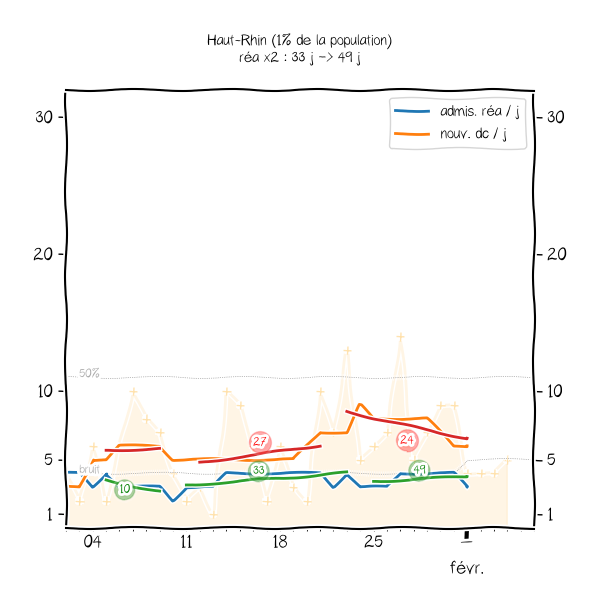 Haut-Rhin (1% de la population)
réa x2 : 33 j -> 49 j
admis. réa / j
nouv. dc / j
30 30
20 20
50%
10 10
27 24
5 bruit 33 49 5
10
1 1
04 11 18 25
févr.